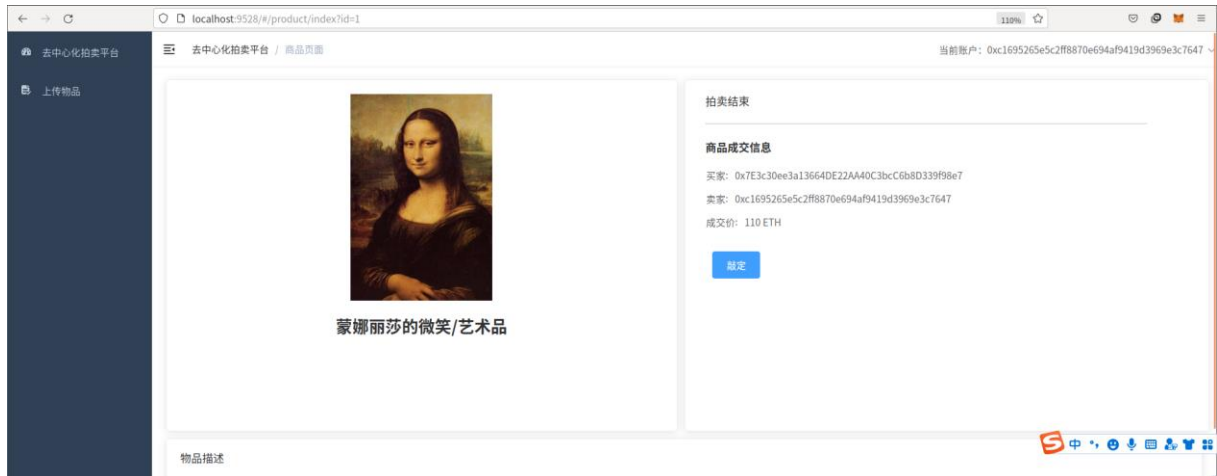 localhost:9528/#/product/index?id=1
110%
去中心化拍卖平台
上传物品
去中心化拍卖平台 / 商品页面
当前账户：0xc1695265e5c2ff8870e694af9419d3969e3c7647
蒙娜丽莎的微笑/艺术品
拍卖结束
商品成交信息
买家：0x7E3c30ee3a13664DE22AA40C3bcC6b8D339f98e7
卖家：0xc1695265e5c2ff8870e694af9419d3969e3c7647
成交价：110 ETH
敲定
物品描述
S 中